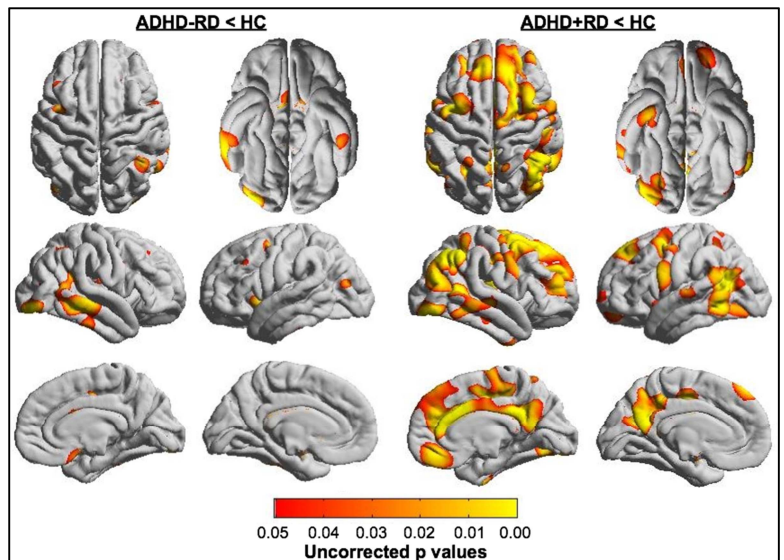 ADHD-RD < HC
ADHD+RD < HC
0.05 0.04 0.03 0.02 0.01 0.00
Uncorrected p values